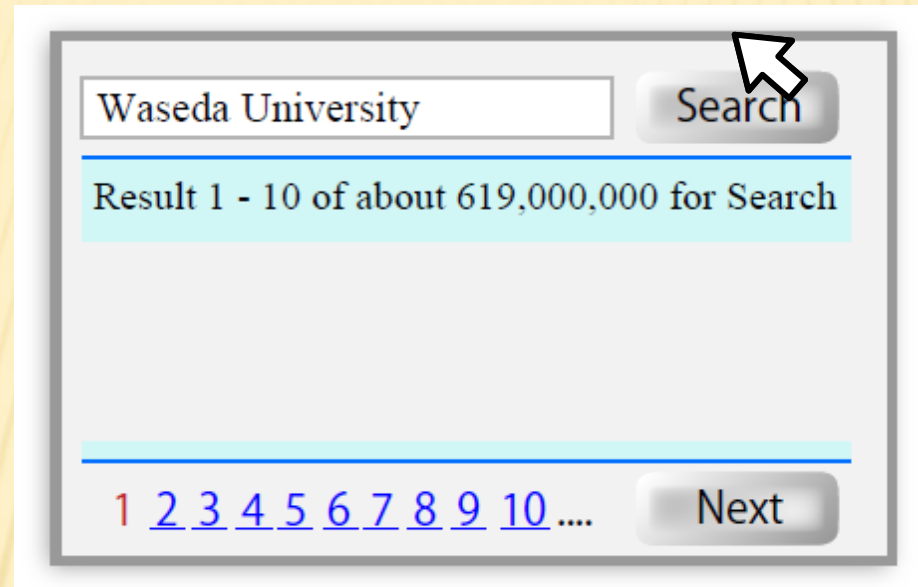 Waseda University Search
Result 1 - 10 of about 619,000,000 for Search
1 2 3 4 5 6 7 8 9 10 .... Next